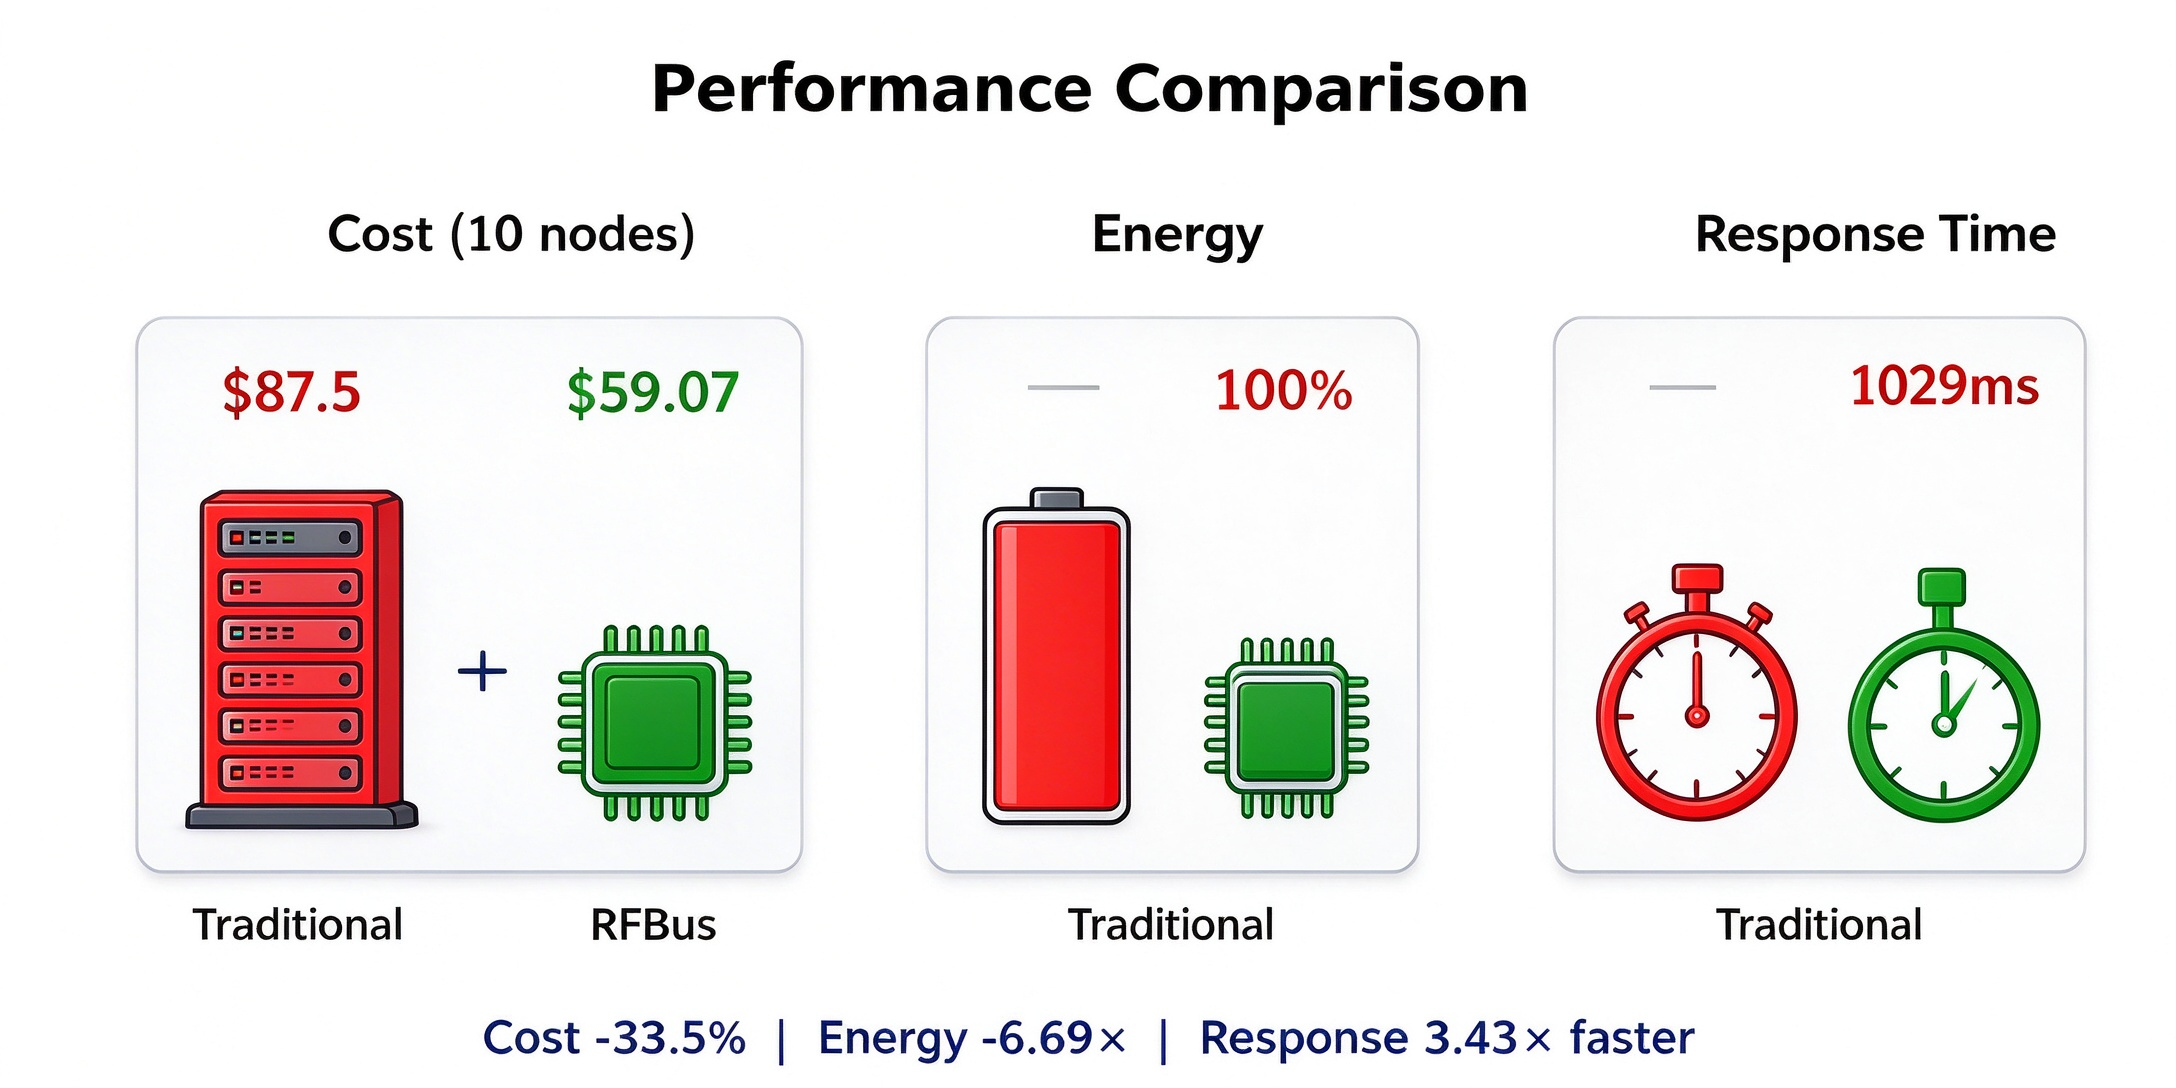 Performance Comparison
Cost (10 nodes)
$87.5 $59.07
+
Traditional RFBus
Energy
— 100%
Traditional
Response Time
— 1029ms
Traditional
Cost -33.5% | Energy -6.69× | Response 3.43× faster